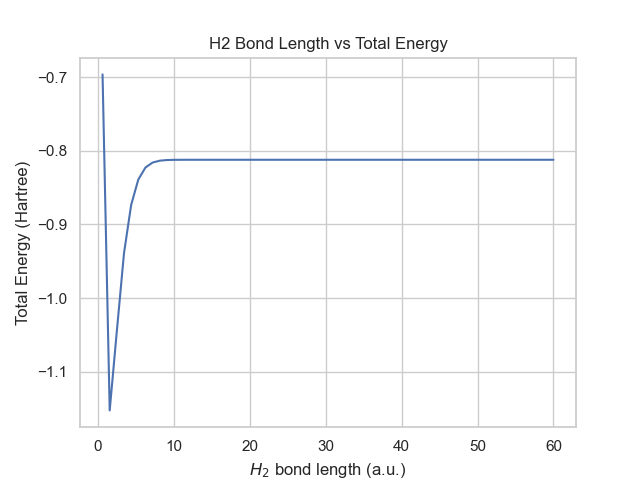 H2 Bond Length vs Total Energy
Total Energy (Hartree)
−0.7
−0.8
−0.9
−1.0
−1.1
0 10 20 30 40 50 60
H₂ bond length (a.u.)